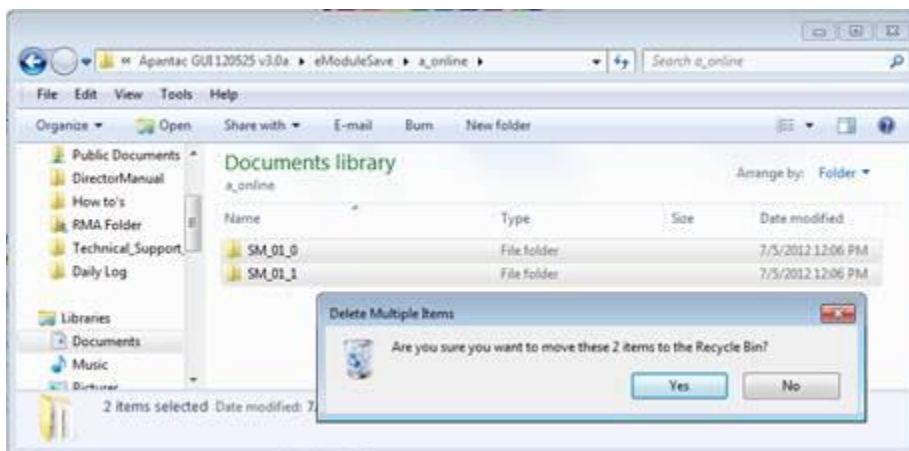 « Apantac GUI 120525 v3.0a ▸ eModuleSave ▸ a_online ▸ Search a_online
File Edit View Tools Help
Organize Open Share with E-mail Burn New folder
Public Documents
DirectorManual
How to's
RMA Folder
Technical_Support_
Daily Log
Libraries
Documents
Music
Pictures
Documents library
a_online
Arrange by: Folder
Name Type Size Date modified
SM_01_0 File folder 7/5/2012 12:06 PM
SM_01_1 File folder 7/5/2012 12:06 PM
Delete Multiple Items
Are you sure you want to move these 2 items to the Recycle Bin?
Yes No
2 items selected Date modified: 7/